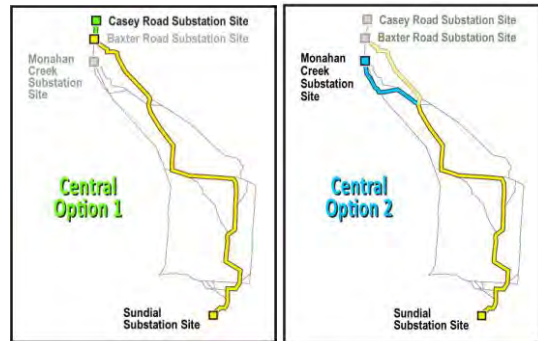 Casey Road Substation Site
Baxter Road Substation Site
Monahan
Creek
Substation
Site
Central
Option 1
Sundial
Substation Site
Casey Road Substation Site
Baxter Road Substation Site
Monahan
Creek
Substation
Site
Central
Option 2
Sundial
Substation Site